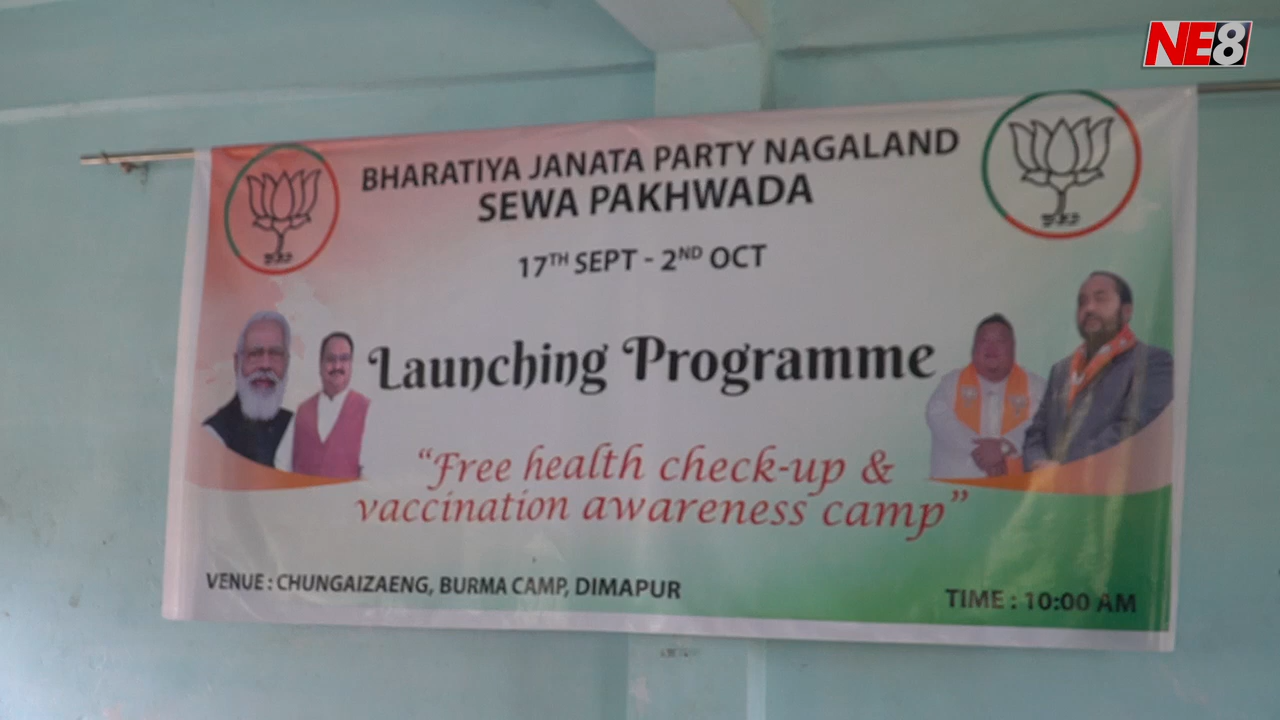 NE8
BHARATIYA JANATA PARTY NAGALAND
SEWA PAKHWADA
17TH SEPT - 2ND OCT
Launching Programme
"Free health check-up &
vaccination awareness camp"
VENUE : CHUNGAIZAENG, BURMA CAMP, DIMAPUR
TIME : 10:00 AM